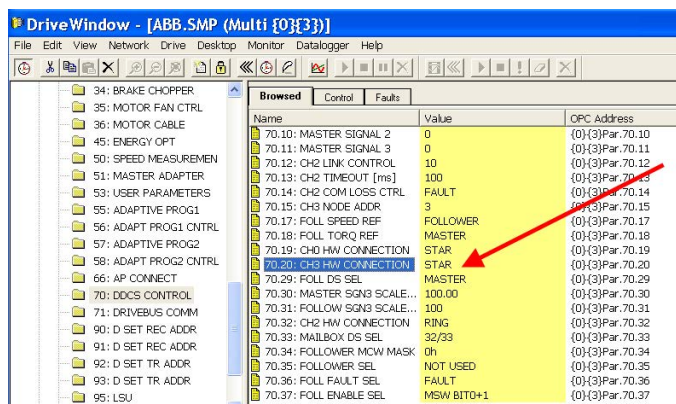 DriveWindow - [ABB.SMP (Multi {0}{3})]
File Edit View Network Drive Desktop Monitor Datalogger Help
34: BRAKE CHOPPER
35: MOTOR FAN CTRL
36: MOTOR CABLE
45: ENERGY OPT
50: SPEED MEASUREMEN
51: MASTER ADAPTER
53: USER PARAMETERS
55: ADAPTIVE PROG1
56: ADAPT PROG1 CNTRL
57: ADAPTIVE PROG2
58: ADAPT PROG2 CNTRL
66: AP CONNECT
70: DDCS CONTROL
71: DRIVEBUS COMM
90: D SET REC ADDR
91: D SET REC ADDR
92: D SET TR ADDR
93: D SET TR ADDR
95: LSU
Browsed Control Faults
Name Value OPC Address
70.10: MASTER SIGNAL 2 0 {0}{3}Par.70.10
70.11: MASTER SIGNAL 3 0 {0}{3}Par.70.11
70.12: CH2 LINK CONTROL 10 {0}{3}Par.70.12
70.13: CH2 TIMEOUT [ms] 100 {0}{3}Par.70.13
70.14: CH2 COM LOSS CTRL FAULT {0}{3}Par.70.14
70.15: CH3 NODE ADDR 3 {0}{3}Par.70.15
70.17: FOLL SPEED REF FOLLOWER {0}{3}Par.70.17
70.18: FOLL TORQ REF MASTER {0}{3}Par.70.18
70.19: CH0 HW CONNECTION STAR {0}{3}Par.70.19
70.20: CH3 HW CONNECTION STAR {0}{3}Par.70.20
70.29: FOLL DS SEL MASTER {0}{3}Par.70.29
70.30: MASTER SGN3 SCALE... 100.00 {0}{3}Par.70.30
70.31: FOLLOW SGN3 SCALE... 100 {0}{3}Par.70.31
70.32: CH2 HW CONNECTION RING {0}{3}Par.70.32
70.33: MAILBOX DS SEL 32/33 {0}{3}Par.70.33
70.34: FOLLOWER MCW MASK 0h {0}{3}Par.70.34
70.35: FOLLOWER SEL NOT USED {0}{3}Par.70.35
70.36: FOLL FAULT SEL FAULT {0}{3}Par.70.36
70.37: FOLL ENABLE SEL MSW BIT0+1 {0}{3}Par.70.37